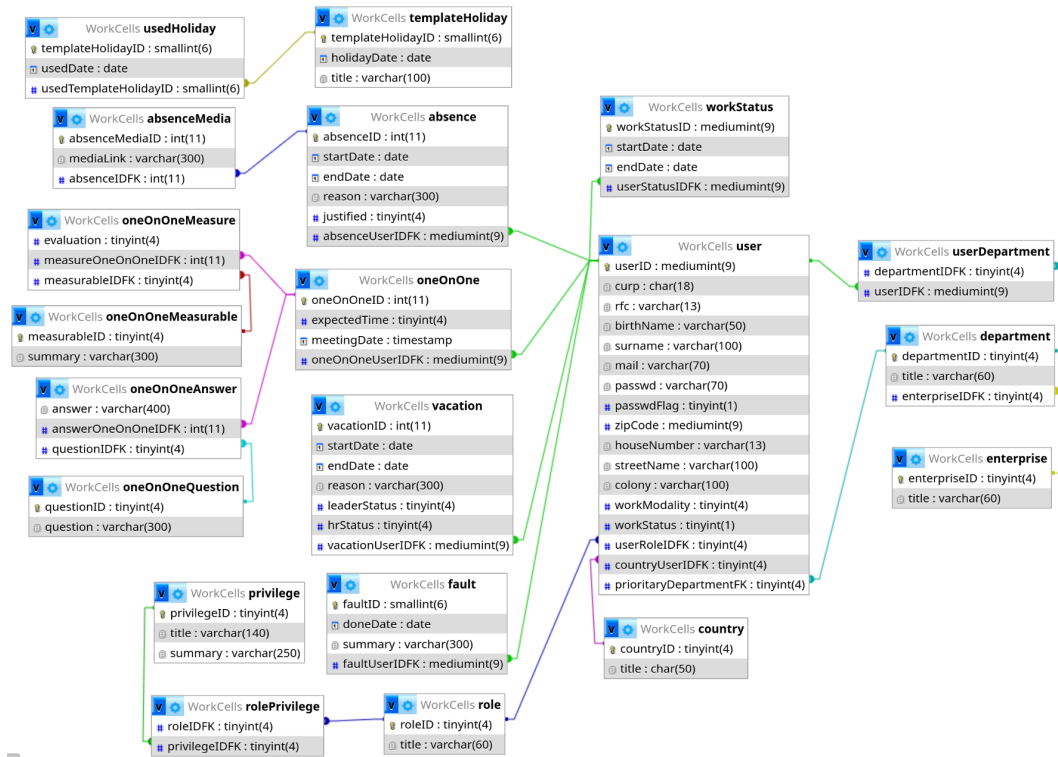 WorkCells usedHoliday
templateHolidayID : smallint(6)
usedDate : date
usedTemplateHolidayID : smallint(6)
WorkCells templateHoliday
templateHolidayID : smallint(6)
holidayDate : date
title : varchar(100)
WorkCells absenceMedia
absenceMediaID : int(11)
mediaLink : varchar(300)
absenceIDFK : int(11)
WorkCells absence
absenceID : int(11)
startDate : date
endDate : date
reason : varchar(300)
justified : tinyint(4)
absenceUserIDFK : mediumint(9)
WorkCells workStatus
workStatusID : mediumint(9)
startDate : date
endDate : date
userStatusIDFK : mediumint(9)
WorkCells oneOnOneMeasure
evaluation : tinyint(4)
measureOneOnOneIDFK : int(11)
measurableIDFK : tinyint(4)
WorkCells oneOnOne
oneOnOneID : int(11)
expectedTime : tinyint(4)
meetingDate : timestamp
oneOnOneUserIDFK : mediumint(9)
WorkCells user
userID : mediumint(9)
curp : char(18)
rfc : varchar(13)
birthName : varchar(50)
surname : varchar(100)
mail : varchar(70)
passwd : varchar(70)
passwdFlag : tinyint(1)
zipCode : mediumint(9)
houseNumber : varchar(13)
streetName : varchar(100)
colony : varchar(100)
workModality : tinyint(4)
workStatus : tinyint(1)
userRoleIDFK : tinyint(4)
countryUserIDFK : tinyint(4)
prioritaryDepartmentFK : tinyint(4)
WorkCells userDepartment
departmentIDFK : tinyint(4)
userIDFK : mediumint(9)
WorkCells oneOnOneMeasurable
measurableID : tinyint(4)
summary : varchar(300)
WorkCells department
departmentID : tinyint(4)
title : varchar(60)
enterpriseIDFK : tinyint(4)
WorkCells oneOnOneAnswer
answer : varchar(400)
answerOneOnOneIDFK : int(11)
questionIDFK : tinyint(4)
WorkCells vacation
vacationID : int(11)
startDate : date
endDate : date
reason : varchar(300)
leaderStatus : tinyint(4)
hrStatus : tinyint(4)
vacationUserIDFK : mediumint(9)
WorkCells enterprise
enterpriseID : tinyint(4)
title : varchar(60)
WorkCells oneOnOneQuestion
questionID : tinyint(4)
question : varchar(300)
WorkCells privilege
privilegeID : tinyint(4)
title : varchar(140)
summary : varchar(250)
WorkCells fault
faultID : smallint(6)
doneDate : date
summary : varchar(300)
faultUserIDFK : mediumint(9)
WorkCells country
countryID : tinyint(4)
title : char(50)
WorkCells rolePrivilege
roleIDFK : tinyint(4)
privilegeIDFK : tinyint(4)
WorkCells role
roleID : tinyint(4)
title : varchar(60)